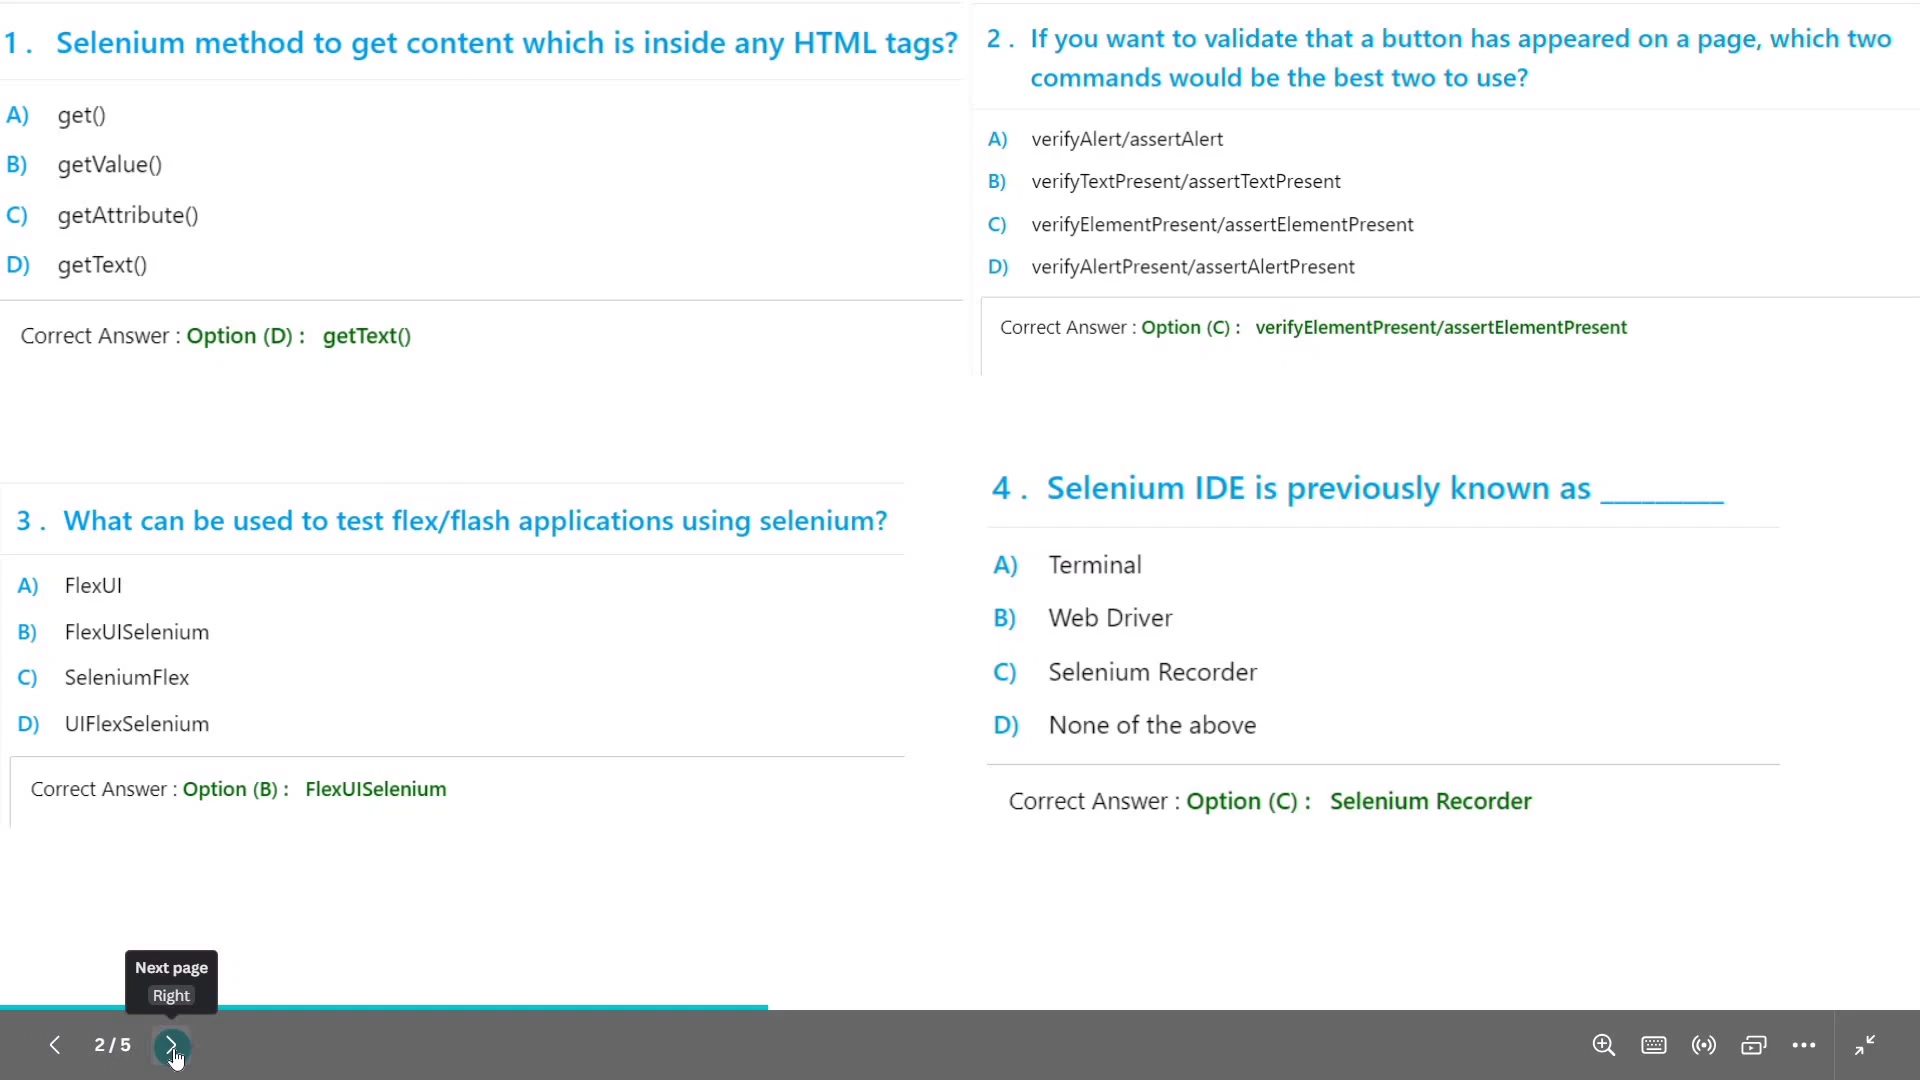 1. Selenium method to get content which is inside any HTML tags?
A) get()
B) getValue()
C) getAttribute()
D) getText()
Correct Answer : Option (D) : getText()
2. If you want to validate that a button has appeared on a page, which two
commands would be the best two to use?
A) verifyAlert/assertAlert
B) verifyTextPresent/assertTextPresent
C) verifyElementPresent/assertElementPresent
D) verifyAlertPresent/assertAlertPresent
Correct Answer : Option (C) : verifyElementPresent/assertElementPresent
3. What can be used to test flex/flash applications using selenium?
A) FlexUI
B) FlexUISelenium
C) SeleniumFlex
D) UIFlexSelenium
Correct Answer : Option (B) : FlexUISelenium
4. Selenium IDE is previously known as _________
A) Terminal
B) Web Driver
C) Selenium Recorder
D) None of the above
Correct Answer : Option (C) : Selenium Recorder
Next page
Right
2 / 5